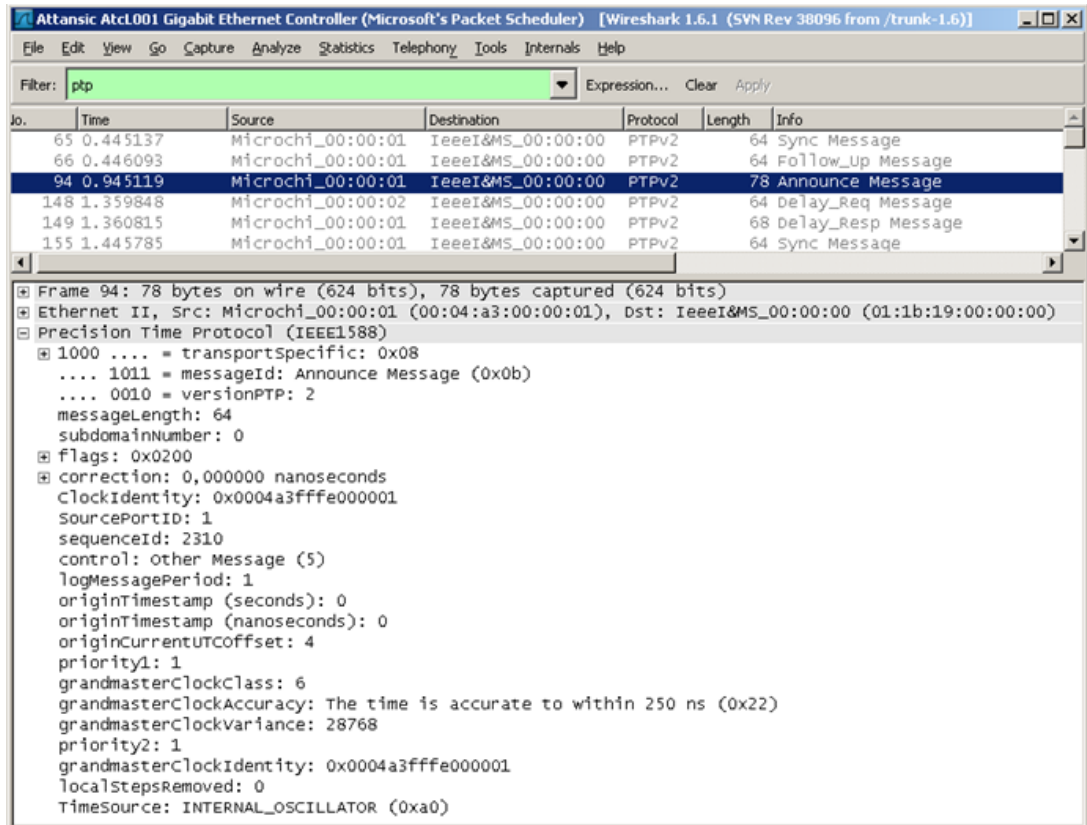 Attansic AtcL001 Gigabit Ethernet Controller (Microsoft's Packet Scheduler) [Wireshark 1.6.1 (SVN Rev 38096 from /trunk-1.6)]
File Edit View Go Capture Analyze Statistics Telephony Tools Internals Help
Filter: ptp Expression... Clear Apply
No. Time Source Destination Protocol Length Info
65 0.445137 Microchi_00:00:01 IeeeI&MS_00:00:00 PTPv2 64 Sync Message
66 0.446093 Microchi_00:00:01 IeeeI&MS_00:00:00 PTPv2 64 Follow_Up Message
94 0.945119 Microchi_00:00:01 IeeeI&MS_00:00:00 PTPv2 78 Announce Message
148 1.359848 Microchi_00:00:02 IeeeI&MS_00:00:00 PTPv2 64 Delay_Req Message
149 1.360815 Microchi_00:00:01 IeeeI&MS_00:00:00 PTPv2 68 Delay_Resp Message
155 1.445785 Microchi_00:00:01 IeeeI&MS_00:00:00 PTPv2 64 Sync Message
Frame 94: 78 bytes on wire (624 bits), 78 bytes captured (624 bits)
Ethernet II, Src: Microchi_00:00:01 (00:04:a3:00:00:01), Dst: IeeeI&MS_00:00:00 (01:1b:19:00:00:00)
Precision Time Protocol (IEEE1588)
1000 .... = transportSpecific: 0x08
.... 1011 = messageId: Announce Message (0x0b)
.... 0010 = versionPTP: 2
messageLength: 64
subdomainNumber: 0
flags: 0x0200
correction: 0,000000 nanoseconds
ClockIdentity: 0x0004a3fffe000001
SourcePortID: 1
sequenceId: 2310
control: Other Message (5)
logMessagePeriod: 1
originTimestamp (seconds): 0
originTimestamp (nanoseconds): 0
originCurrentUTCOffset: 4
priority1: 1
grandmasterClockClass: 6
grandmasterClockAccuracy: The time is accurate to within 250 ns (0x22)
grandmasterClockVariance: 28768
priority2: 1
grandmasterClockIdentity: 0x0004a3fffe000001
localStepsRemoved: 0
TimeSource: INTERNAL_OSCILLATOR (0xa0)